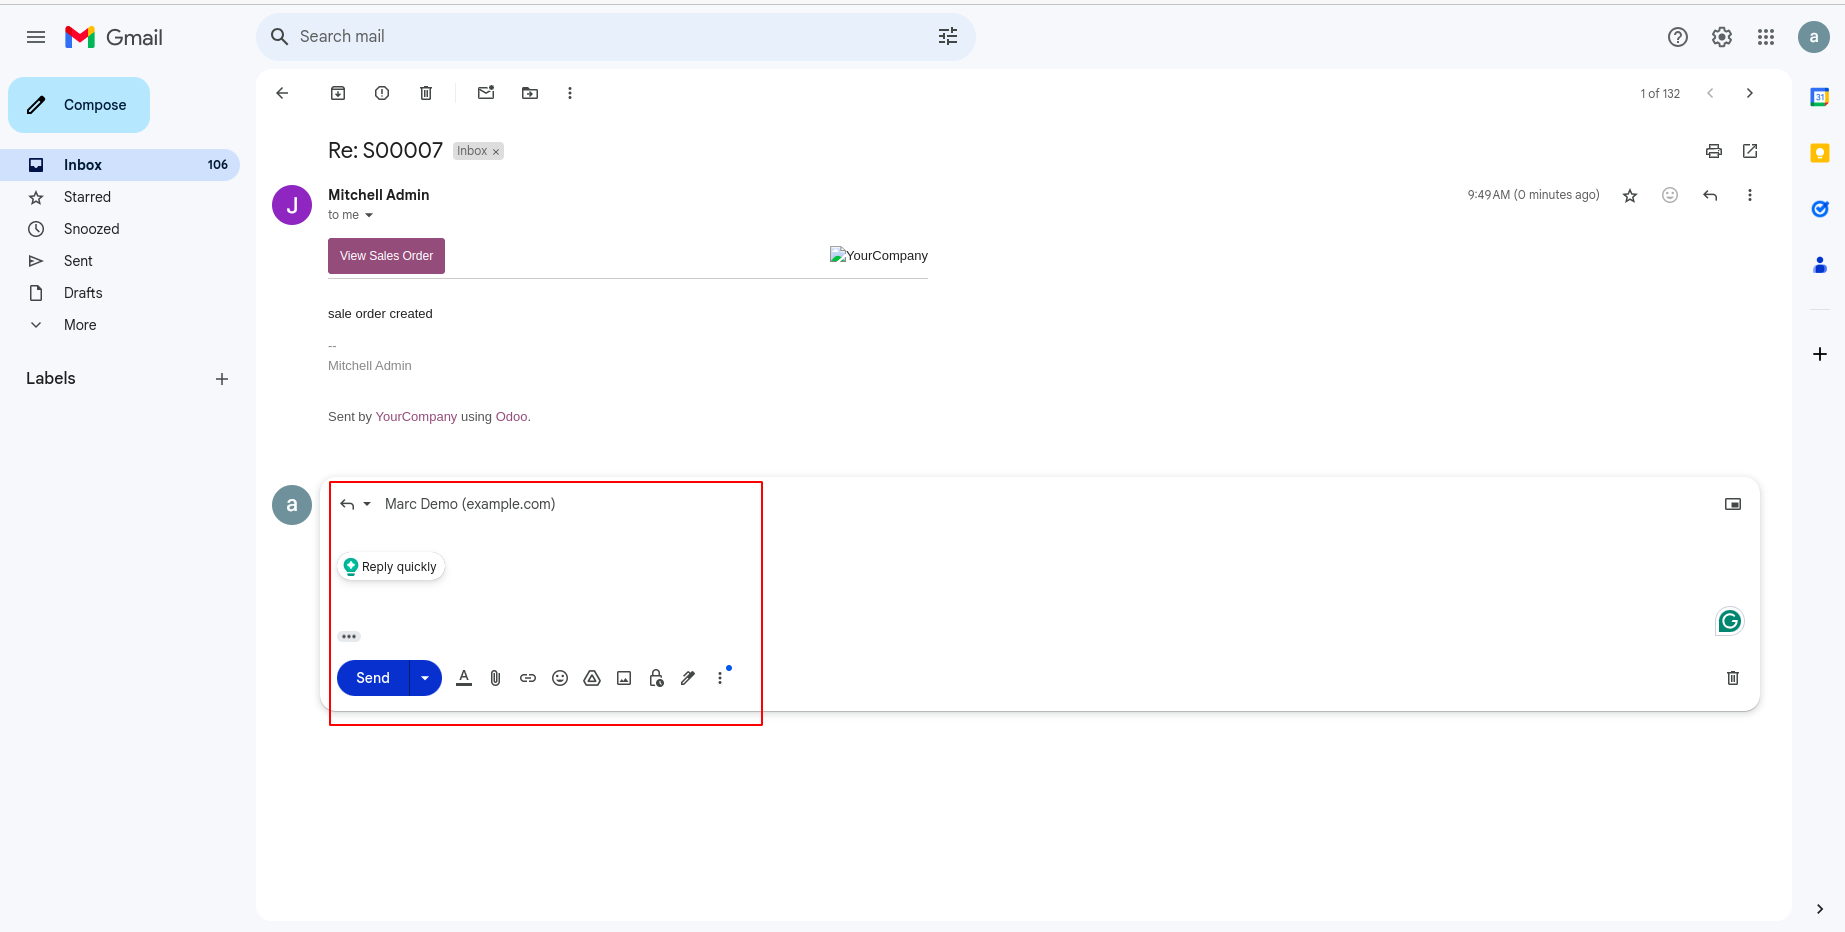 Gmail
Search mail
a
Compose
Inbox 106
Starred
Snoozed
Sent
Drafts
More
Labels
1 of 132
31
Re: S00007 Inbox ×
J
Mitchell Admin
9:49 AM (0 minutes ago)
to me
View Sales Order
YourCompany
sale order created
--
Mitchell Admin
Sent by YourCompany using Odoo.
a
Marc Demo (example.com)
Reply quickly
G
Send
A